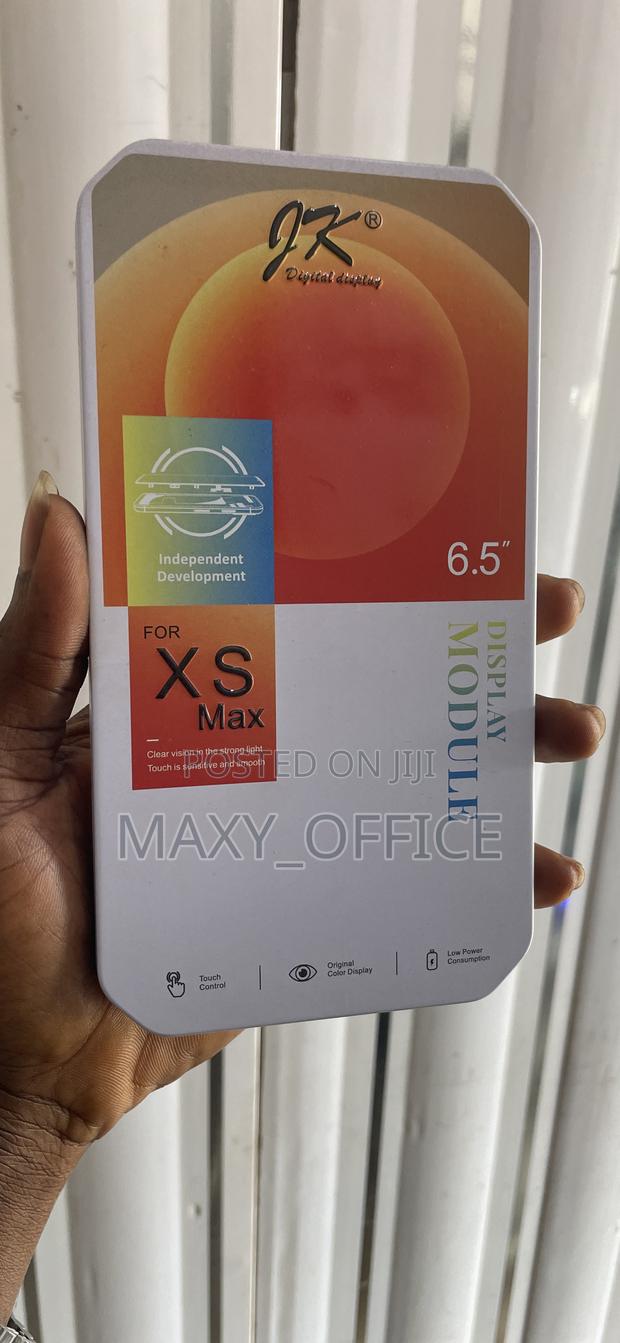 JK®
Digital display
Independent
Development
6.5"
FOR
XS
Max
Clear vision in the strong light
Touch is sensitive and smooth
DISPLAY
MODULE
POSTED ON JIJI
MAXY_OFFICE
Touch
Control
Original
Color Display
Low Power
Consumption